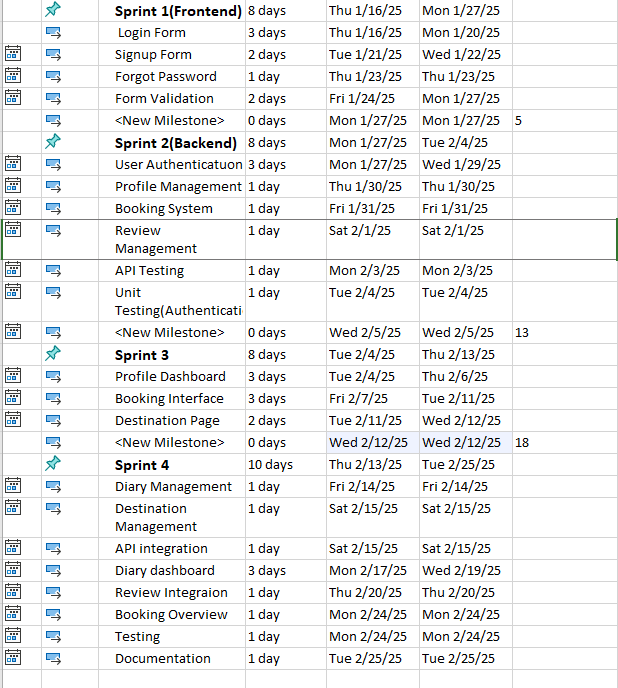 Sprint 1(Frontend) 8 days Thu 1/16/25 Mon 1/27/25
Login Form 3 days Thu 1/16/25 Mon 1/20/25
Signup Form 2 days Tue 1/21/25 Wed 1/22/25
Forgot Password 1 day Thu 1/23/25 Thu 1/23/25
Form Validation 2 days Fri 1/24/25 Mon 1/27/25
<New Milestone> 0 days Mon 1/27/25 Mon 1/27/25 5
Sprint 2(Backend) 8 days Mon 1/27/25 Tue 2/4/25
User Authenticatuon 3 days Mon 1/27/25 Wed 1/29/25
Profile Management 1 day Thu 1/30/25 Thu 1/30/25
Booking System 1 day Fri 1/31/25 Fri 1/31/25
Review 1 day Sat 2/1/25 Sat 2/1/25
Management
API Testing 1 day Mon 2/3/25 Mon 2/3/25
Unit 1 day Tue 2/4/25 Tue 2/4/25
Testing(Authenticati
<New Milestone> 0 days Wed 2/5/25 Wed 2/5/25 13
Sprint 3 8 days Tue 2/4/25 Thu 2/13/25
Profile Dashboard 3 days Tue 2/4/25 Thu 2/6/25
Booking Interface 3 days Fri 2/7/25 Tue 2/11/25
Destination Page 2 days Tue 2/11/25 Wed 2/12/25
<New Milestone> 0 days Wed 2/12/25 Wed 2/12/25 18
Sprint 4 10 days Thu 2/13/25 Tue 2/25/25
Diary Management 1 day Fri 2/14/25 Fri 2/14/25
Destination 1 day Sat 2/15/25 Sat 2/15/25
Management
API integration 1 day Sat 2/15/25 Sat 2/15/25
Diary dashboard 3 days Mon 2/17/25 Wed 2/19/25
Review Integraion 1 day Thu 2/20/25 Thu 2/20/25
Booking Overview 1 day Mon 2/24/25 Mon 2/24/25
Testing 1 day Mon 2/24/25 Mon 2/24/25
Documentation 1 day Tue 2/25/25 Tue 2/25/25